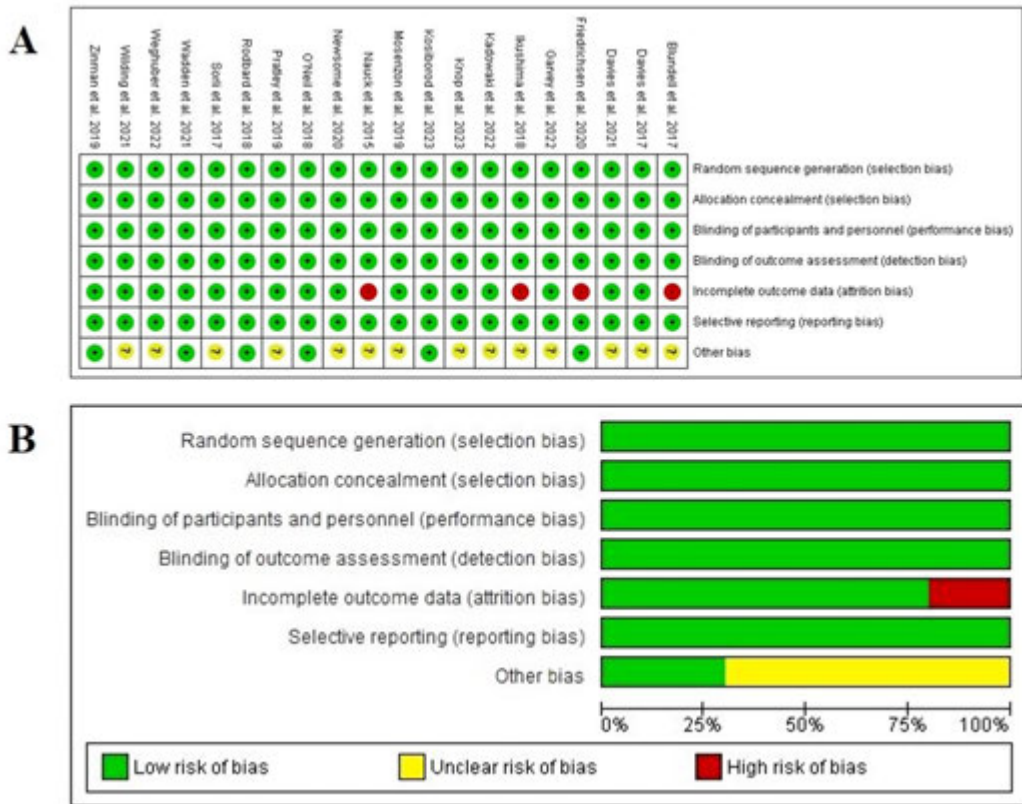 A
Zinman et al. 2019
Wilding et al. 2021
Weghuber et al. 2022
Wadden et al. 2021
Sorli et al. 2017
Rodbard et al. 2018
Pratley et al. 2019
O'Neil et al. 2018
Newsome et al. 2020
Nauck et al. 2015
Mosenzon et al. 2019
Kosiborod et al. 2023
Knop et al. 2023
Kadowaki et al. 2022
Ikushima et al. 2018
Garvey et al. 2022
Friedrichsen et al. 2020
Davies et al. 2021
Davies et al. 2017
Blundell et al. 2017
+ + + + + + + + + + + + + + + + + + + + Random sequence generation (selection bias)
+ + + + + + + + + + + + + + + + + + + + Allocation concealment (selection bias)
+ + + + + + + + + + + + + + + + + + + + Blinding of participants and personnel (performance bias)
+ + + + + + + + + + + + + + + + + + + + Blinding of outcome assessment (detection bias)
+ + + + + + + + + + + + + + + + Incomplete outcome data (attrition bias)
+ + + + + + + + + + + + + + + + + + + + Selective reporting (reporting bias)
+ ? ? + ? + ? + ? ? ? + ? ? ? ? + ? ? ? Other bias
B
Random sequence generation (selection bias)
Allocation concealment (selection bias)
Blinding of participants and personnel (performance bias)
Blinding of outcome assessment (detection bias)
Incomplete outcome data (attrition bias)
Selective reporting (reporting bias)
Other bias
0% 25% 50% 75% 100%
Low risk of bias Unclear risk of bias High risk of bias